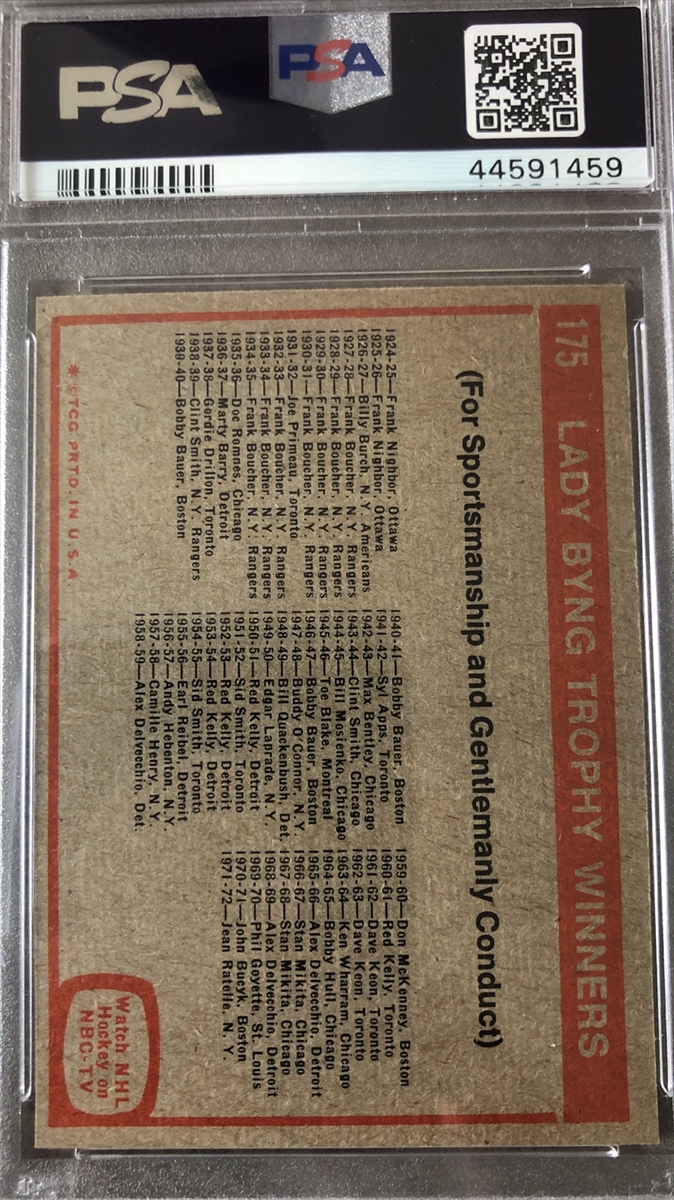 PSA
PSA
44591459
175 LADY BYNG TROPHY WINNERS
(For Sportsmanship and Gentlemanly Conduct)
1924-25—Frank Nighbor, Ottawa
1925-26—Frank Nighbor, Ottawa
1926-27—Billy Burch, N.Y. Americans
1927-28—Frank Boucher, N.Y. Rangers
1928-29—Frank Boucher, N.Y. Rangers
1929-30—Frank Boucher, N.Y. Rangers
1930-31—Frank Boucher, N.Y. Rangers
1931-32—Joe Primeau, Toronto
1932-33—Frank Boucher, N.Y. Rangers
1933-34—Frank Boucher, N.Y. Rangers
1934-35—Frank Boucher, N.Y. Rangers
1935-36—Doc Romnes, Chicago
1936-37—Marty Barry, Detroit
1937-38—Gordie Drillon, Toronto
1938-39—Clint Smith, N.Y. Rangers
1939-40—Bobby Bauer, Boston
1940-41—Bobby Bauer, Boston
1941-42—Syl Apps, Toronto
1942-43—Max Bentley, Chicago
1943-44—Clint Smith, Chicago
1944-45—Bill Mosienko, Chicago
1945-46—Toe Blake, Montreal
1946-47—Bobby Bauer, Boston
1947-48—Buddy O'Connor, N.Y.
1948-49—Bill Quackenbush, Det.
1949-50—Edgar Laprade, N.Y.
1950-51—Red Kelly, Detroit
1951-52—Sid Smith, Toronto
1952-53—Red Kelly, Detroit
1953-54—Red Kelly, Detroit
1954-55—Sid Smith, Toronto
1955-56—Earl Reibel, Detroit
1956-57—Andy Hebenton, N.Y.
1957-58—Camille Henry, N.Y.
1958-59—Alex Delvecchio, Det.
1959-60—Don McKenney, Boston
1960-61—Red Kelly, Toronto
1961-62—Dave Keon, Toronto
1962-63—Dave Keon, Toronto
1963-64—Ken Wharram, Chicago
1964-65—Bobby Hull, Chicago
1965-66—Alex Delvecchio, Detroit
1966-67—Stan Mikita, Chicago
1967-68—Stan Mikita, Chicago
1968-69—Alex Delvecchio, Detroit
1969-70—Phil Goyette, St. Louis
1970-71—John Bucyk, Boston
1971-72—Jean Ratelle, N.Y.
* ©TCG PRTD. IN U.S.A
Watch NHL
Hockey on
NBC-TV